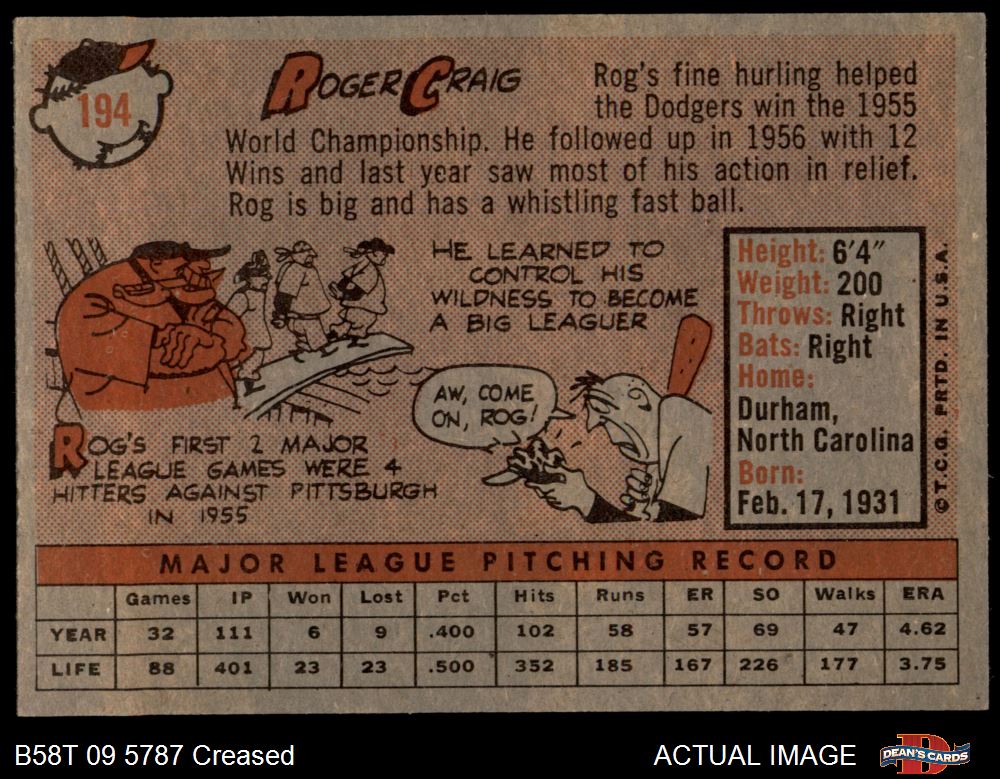 194
ROGER CRAIG
Rog's fine hurling helped
the Dodgers win the 1955
World Championship. He followed up in 1956 with 12
Wins and last year saw most of his action in relief.
Rog is big and has a whistling fast ball.
HE LEARNED TO
CONTROL HIS
WILDNESS TO BECOME
A BIG LEAGUER
AW, COME
ON, ROG!
ROG'S FIRST 2 MAJOR
LEAGUE GAMES WERE 4
HITTERS AGAINST PITTSBURGH
IN 1955
Height: 6'4"
Weight: 200
Throws: Right
Bats: Right
Home:
Durham,
North Carolina
Born:
Feb. 17, 1931
© T.C.G. PRTD. IN U.S.A.
MAJOR LEAGUE PITCHING RECORD
Games IP Won Lost Pct Hits Runs ER SO Walks ERA
YEAR 32 111 6 9 .400 102 58 57 69 47 4.62
LIFE 88 401 23 23 .500 352 185 167 226 177 3.75
B58T 09 5787 Creased
ACTUAL IMAGE
DEAN'S CARDS